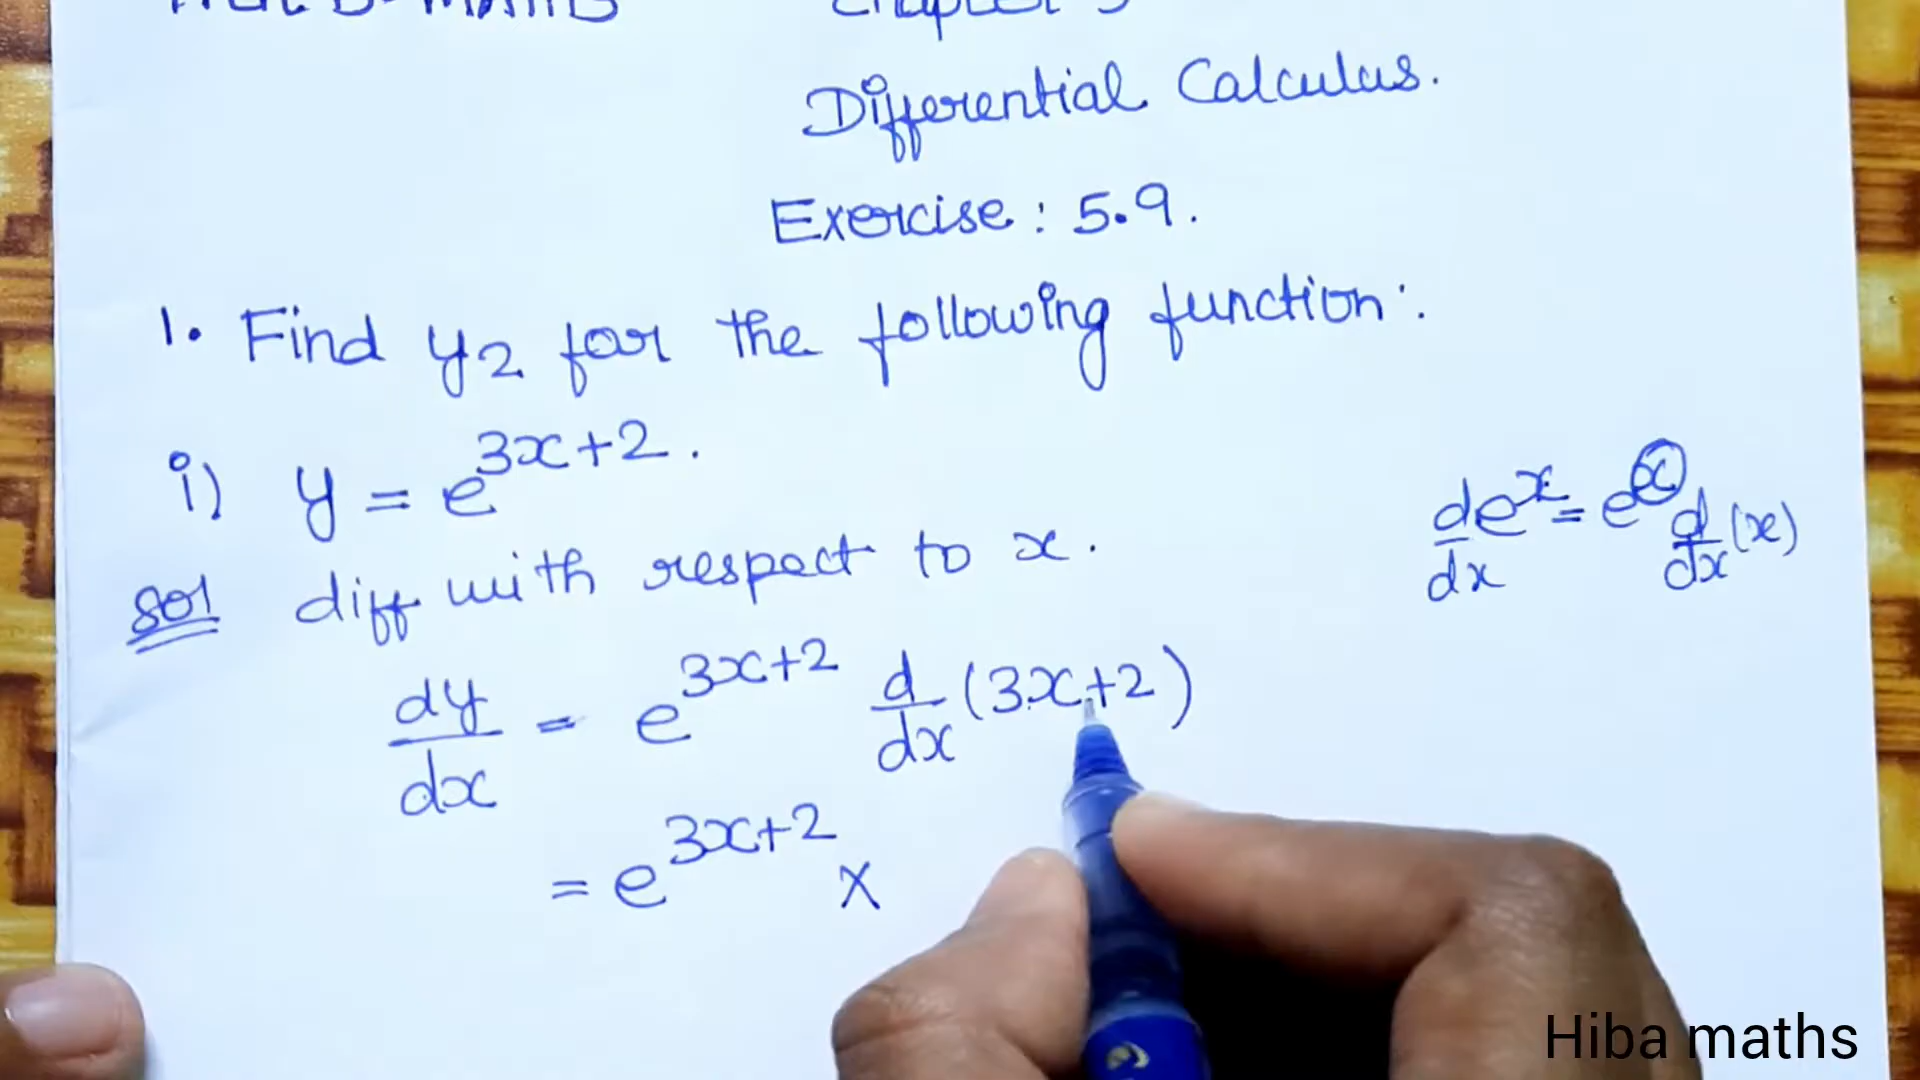 Differential Calculus.
Exercise: 5.9.
1. Find y2 for the following function:
i) y = e^3x+2.
Sol diff with respect to x.
de^x/dx = e^x d/dx (x)
dy/dx = e^3x+2 d/dx (3x+2)
= e^3x+2 ×
Hiba maths